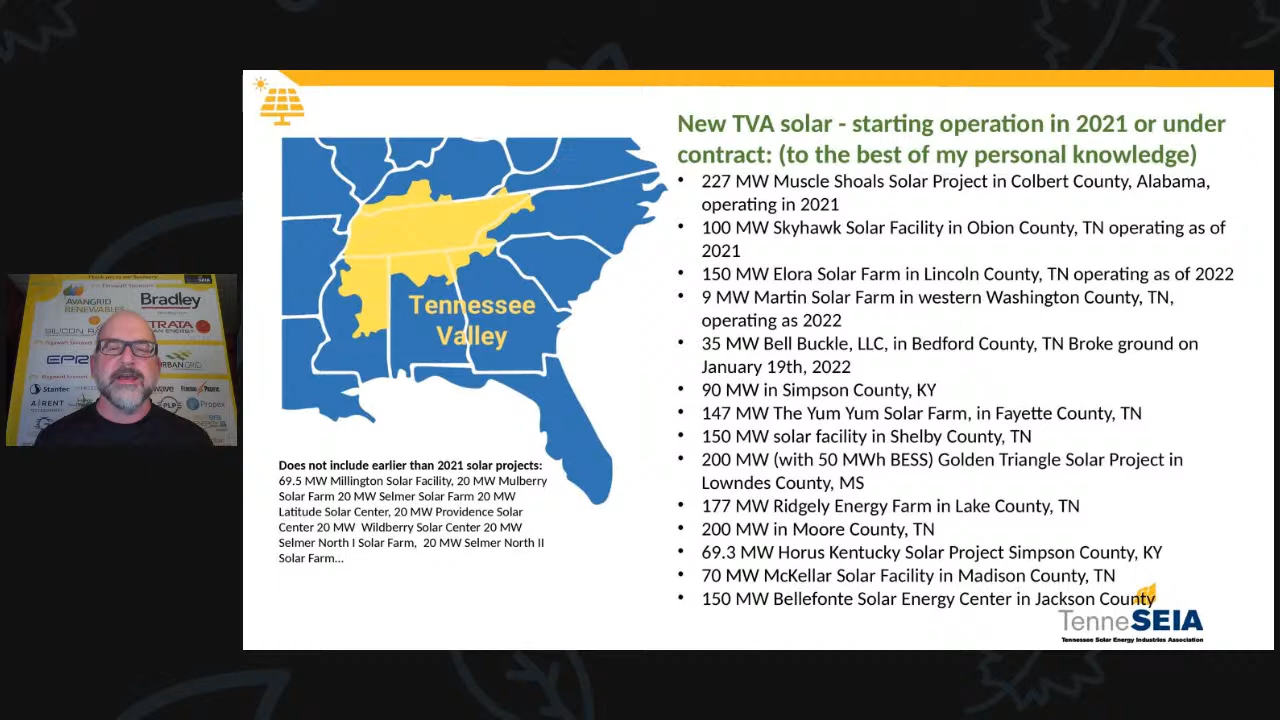 New TVA solar - starting operation in 2021 or under
contract: (to the best of my personal knowledge)
• 227 MW Muscle Shoals Solar Project in Colbert County, Alabama,
operating in 2021
• 100 MW Skyhawk Solar Facility in Obion County, TN operating as of
2021
• 150 MW Elora Solar Farm in Lincoln County, TN operating as of 2022
• 9 MW Martin Solar Farm in western Washington County, TN,
operating as 2022
• 35 MW Bell Buckle, LLC, in Bedford County, TN Broke ground on
January 19th, 2022
• 90 MW in Simpson County, KY
• 147 MW The Yum Yum Solar Farm, in Fayette County, TN
• 150 MW solar facility in Shelby County, TN
• 200 MW (with 50 MWh BESS) Golden Triangle Solar Project in
Lowndes County, MS
• 177 MW Ridgely Energy Farm in Lake County, TN
• 200 MW in Moore County, TN
• 69.3 MW Horus Kentucky Solar Project Simpson County, KY
• 70 MW McKellar Solar Facility in Madison County, TN
• 150 MW Bellefonte Solar Energy Center in Jackson County
TenneSEIA
Tennessee Solar Energy Industries Association
Tennessee
Valley
Does not include earlier than 2021 solar projects:
69.5 MW Millington Solar Facility, 20 MW Mulberry
Solar Farm 20 MW Selmer Solar Farm 20 MW
Latitude Solar Center, 20 MW Providence Solar
Center 20 MW Wildberry Solar Center 20 MW
Selmer North I Solar Farm, 20 MW Selmer North II
Solar Farm...
AVANGRID
RENEWABLES
Bradley
SILICON
STRATA
EPRI
URBANGRID
Stantec
wave
Propex